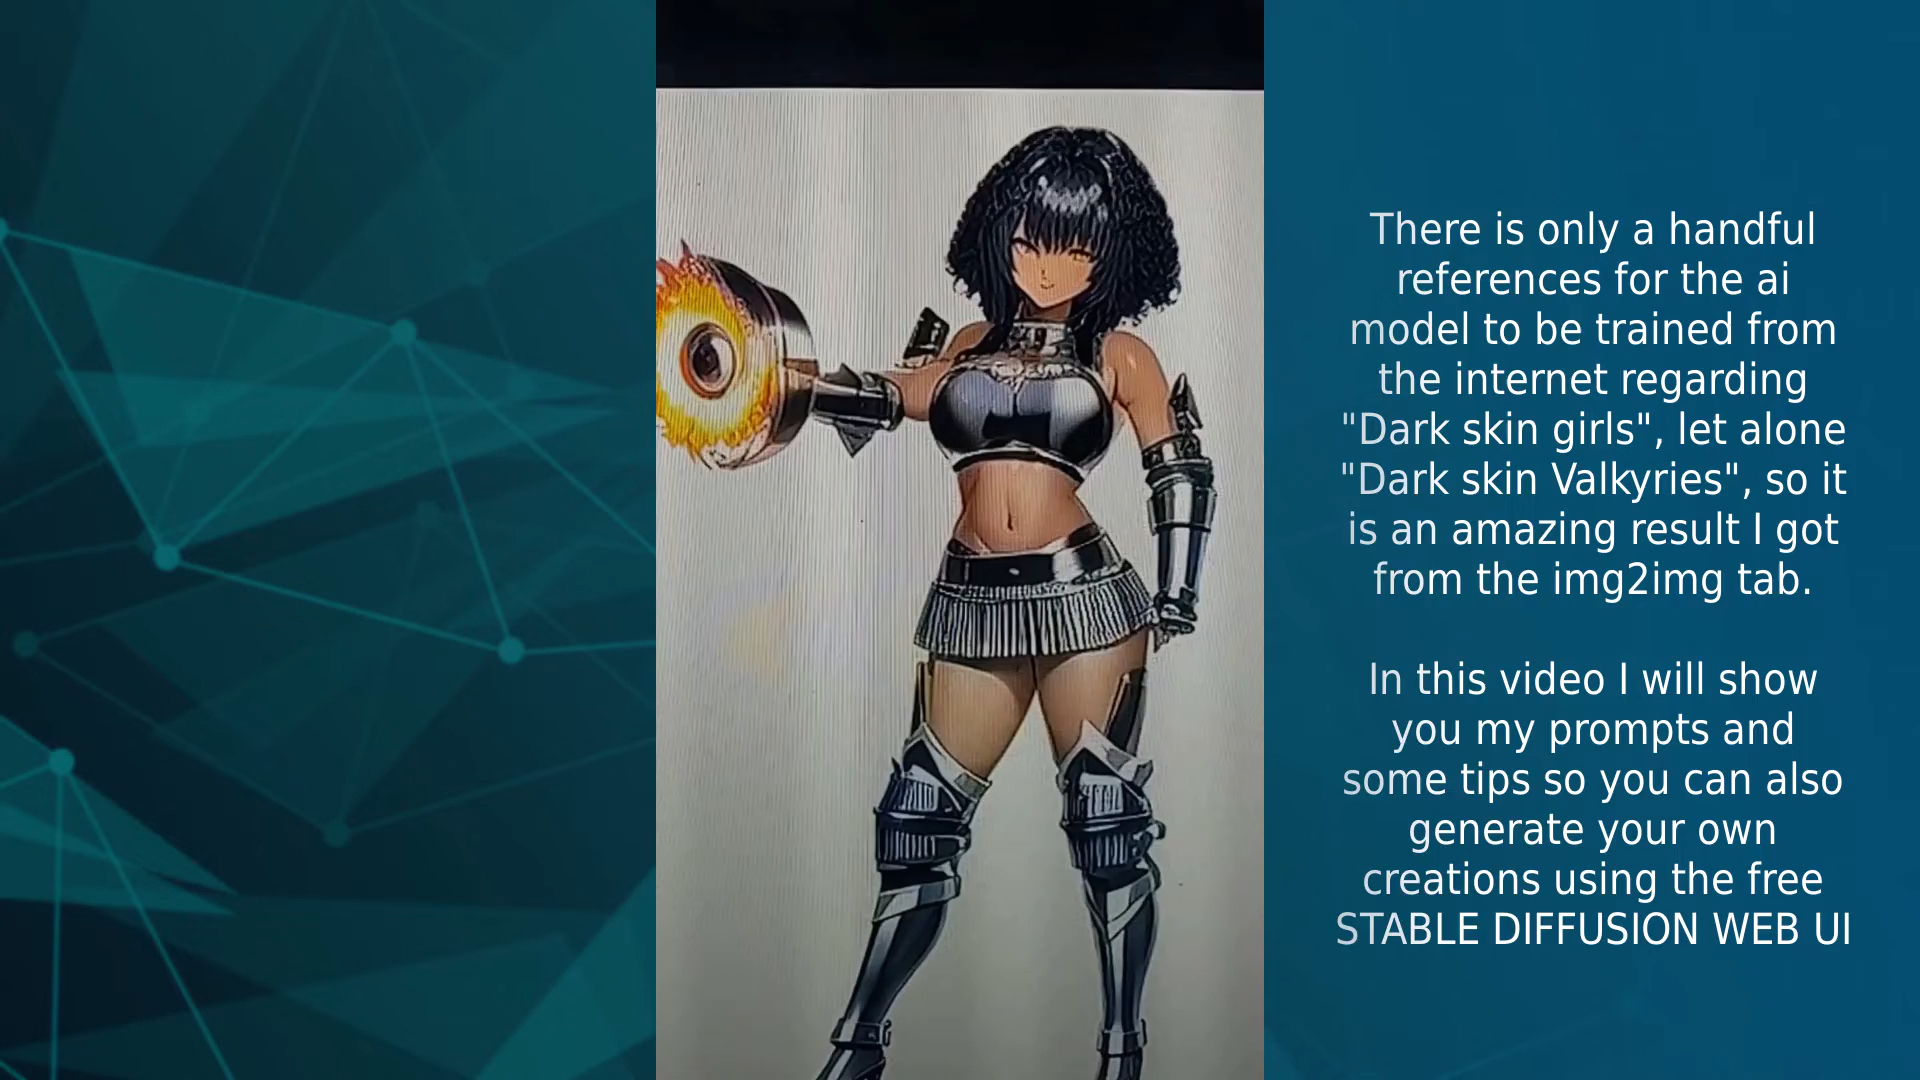 There is only a handful
references for the ai
model to be trained from
the internet regarding
"Dark skin girls", let alone
"Dark skin Valkyries", so it
is an amazing result I got
from the img2img tab.
In this video I will show
you my prompts and
some tips so you can also
generate your own
creations using the free
STABLE DIFFUSION WEB UI